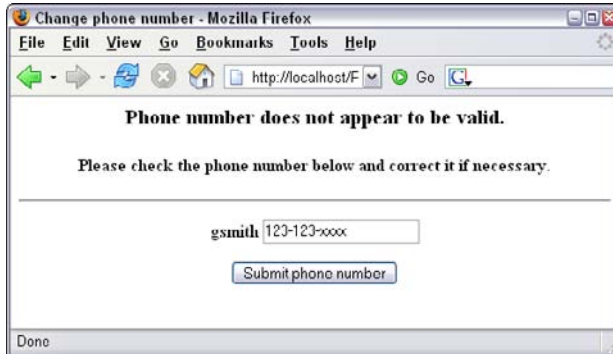 Change phone number - Mozilla Firefox
File Edit View Go Bookmarks Tools Help
http://localhost/F Go G
Phone number does not appear to be valid.
Please check the phone number below and correct it if necessary.
gsmith 123-123-xxxx
Submit phone number
Done